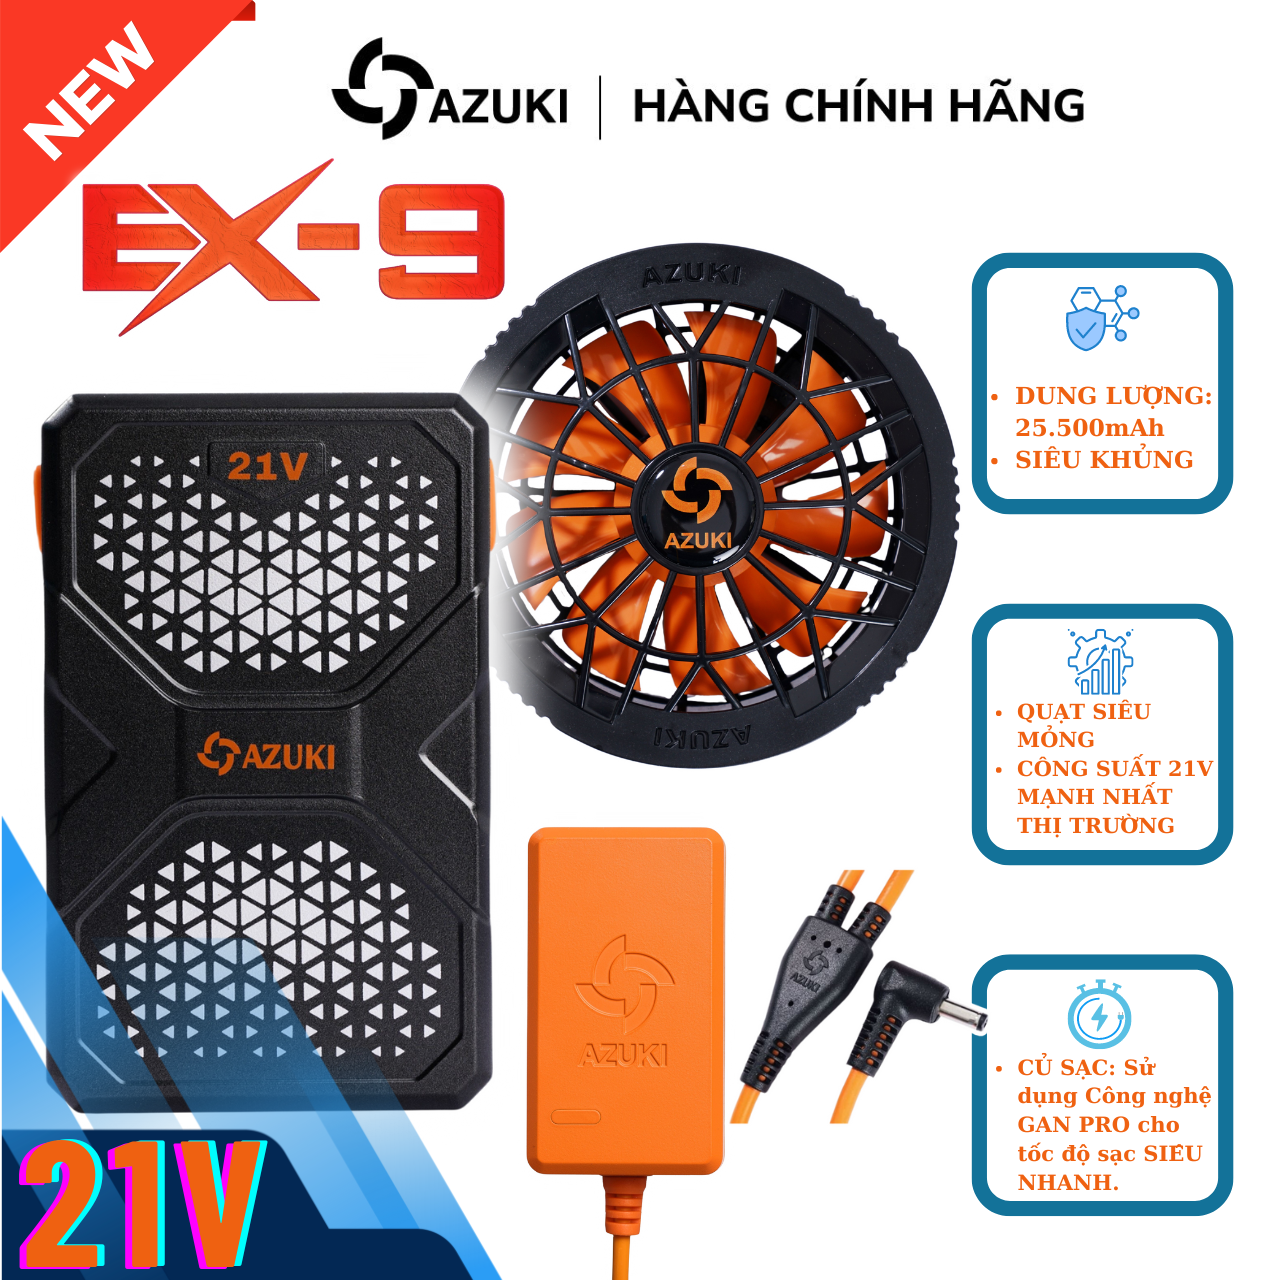 NEW
AZUKI
HÀNG CHÍNH HÃNG
EX-9
AZUKI
21V
AZUKI
AZUKI
AZUKI
DUNG LƯỢNG:
25.500mAh
SIÊU KHỦNG
QUẠT SIÊU
MỎNG
CÔNG SUẤT 21V
MẠNH NHẤT
THỊ TRƯỜNG
AZUKI
AZUKI
CỦ SẠC: Sử
dụng Công nghệ
GAN PRO cho
tốc độ sạc SIÊU
NHANH.
21V